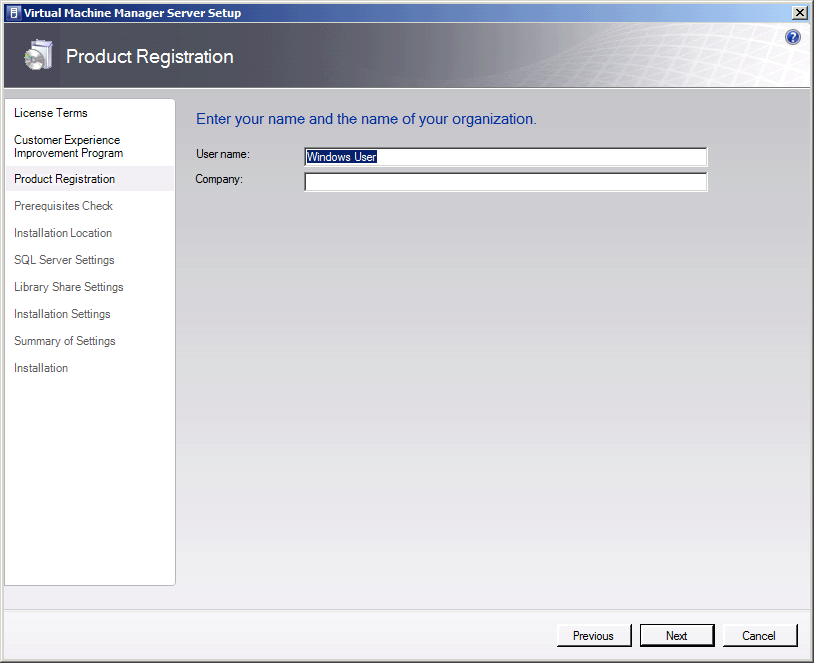 Virtual Machine Manager Server Setup
Product Registration
License Terms
Customer Experience
Improvement Program
Product Registration
Prerequisites Check
Installation Location
SQL Server Settings
Library Share Settings
Installation Settings
Summary of Settings
Installation
Enter your name and the name of your organization.
User name: Windows User
Company:
Previous Next Cancel